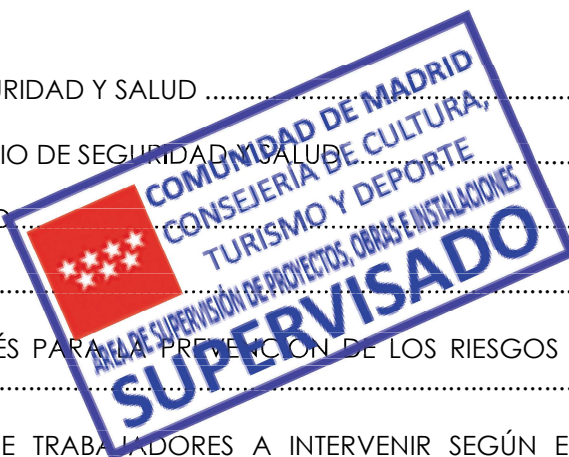 URIDAD Y SALUD ..............................................
IO DE SEGURIDAD Y SALUD..............................
O..............................................................
................................................................
ÉS PARA LA PREVENCIÓN DE LOS RIESGOS
................................................................
E TRABAJADORES A INTERVENIR SEGÚN E
COMUNIDAD DE MADRID
CONSEJERÍA DE CULTURA,
TURISMO Y DEPORTE
ÁREA DE SUPERVISIÓN DE PROYECTOS, OBRAS E INSTALACIONES
SUPERVISADO